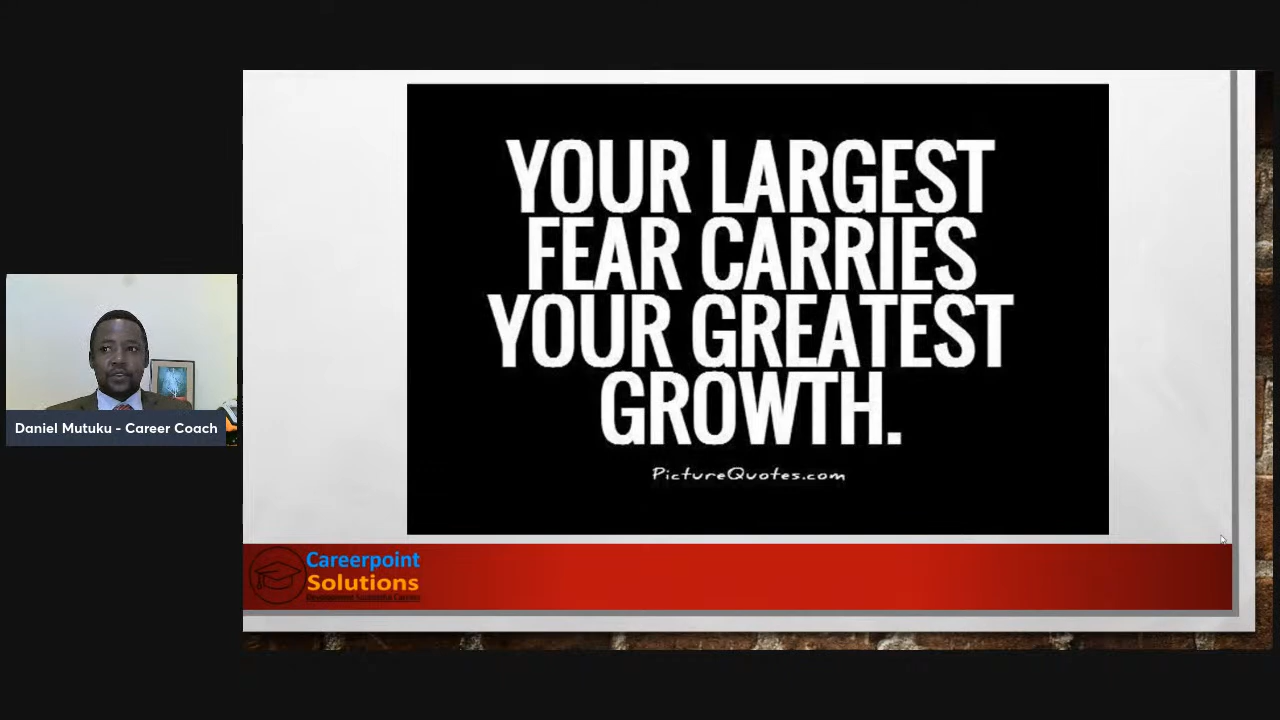 YOUR LARGEST
FEAR CARRIES
YOUR GREATEST
GROWTH.
PictureQuotes.com
Daniel Mutuku - Career Coach
Careerpoint
Solutions